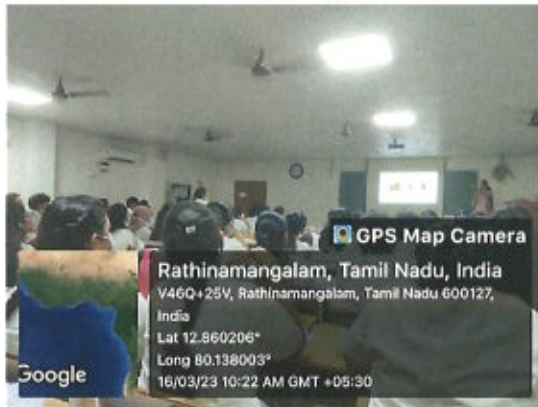 GPS Map Camera
Rathinamangalam, Tamil Nadu, India
V46Q+25V, Rathinamangalam, Tamil Nadu 600127,
India
Lat 12.860206°
Long 80.138003°
16/03/23 10:22 AM GMT +05:30
Google